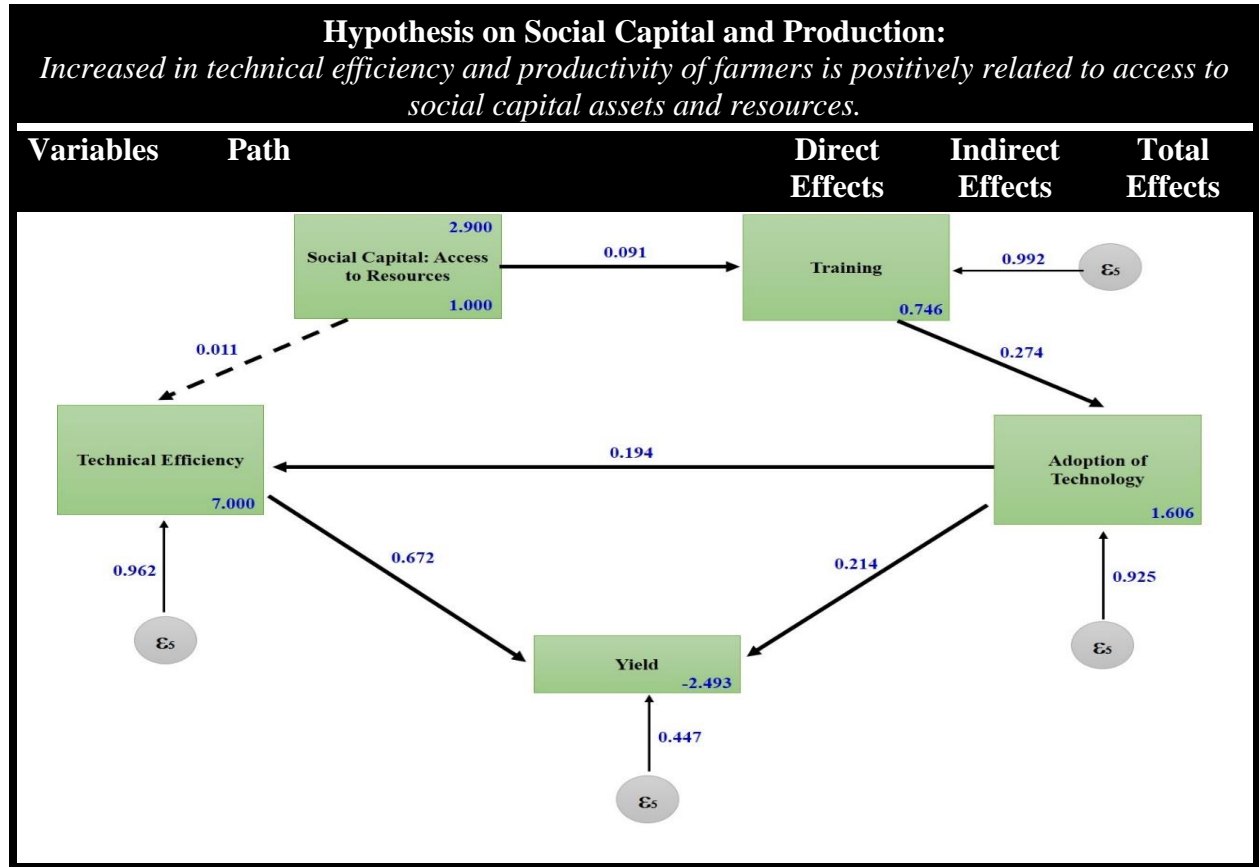 Hypothesis on Social Capital and Production:
Increased in technical efficiency and productivity of farmers is positively related to access to
social capital assets and resources.
Variables Path Direct Effects Indirect Effects Total Effects
2.900
Social Capital: Access
to Resources
1.000
0.091
Training
0.746
0.992
ε5
0.011
0.274
Technical Efficiency
7.000
0.194
Adoption of
Technology
1.606
0.962
ε5
0.672
0.214
0.925
ε5
Yield
-2.493
0.447
ε5